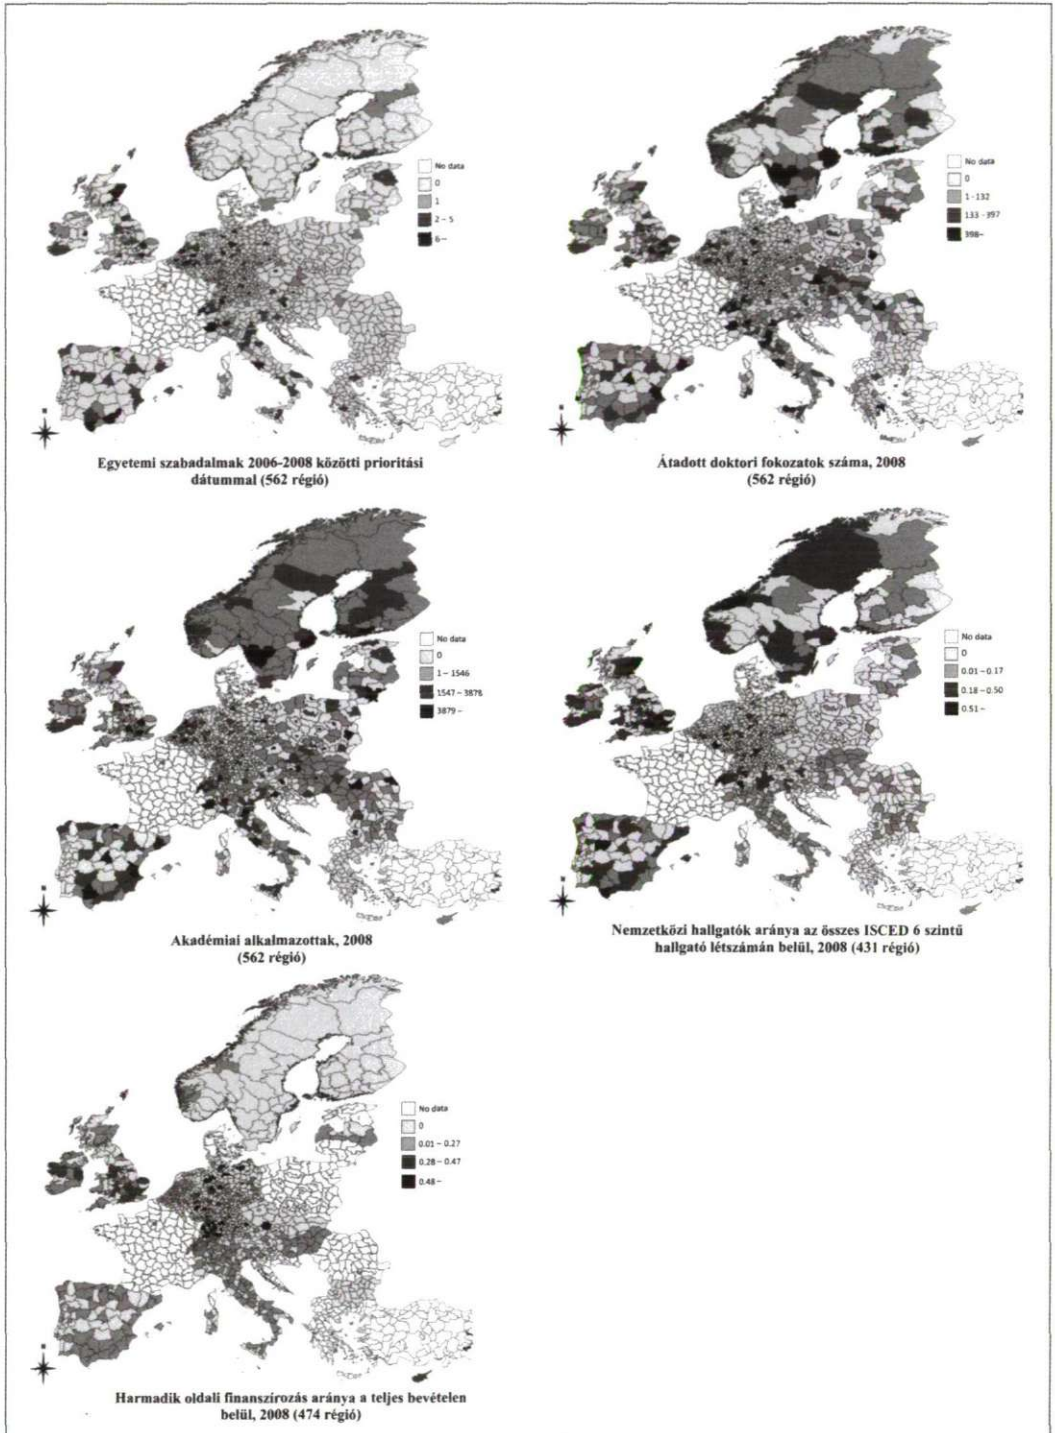 No data
0
1
2 - 5
6 -
Egyetemi szabadalmak 2006-2008 közötti prioritási
dátummal (562 régió)
No data
0
1 - 132
133 - 397
398-
Átadott doktori fokozatok száma, 2008
(562 régió)
No data
0
1 - 1546
1547 - 3878
3879 -
Akadémiai alkalmazottak, 2008
(562 régió)
No data
0
0.01 - 0.17
0.18 - 0.50
0.51 -
Nemzetközi hallgatók aránya az összes ISCED 6 szintű
hallgató létszámán belül, 2008 (431 régió)
No data
0
0.01 - 0.27
0.28 - 0.47
0.48 -
Harmadik oldali finanszírozás aránya a teljes bevételen
belül, 2008 (474 régió)